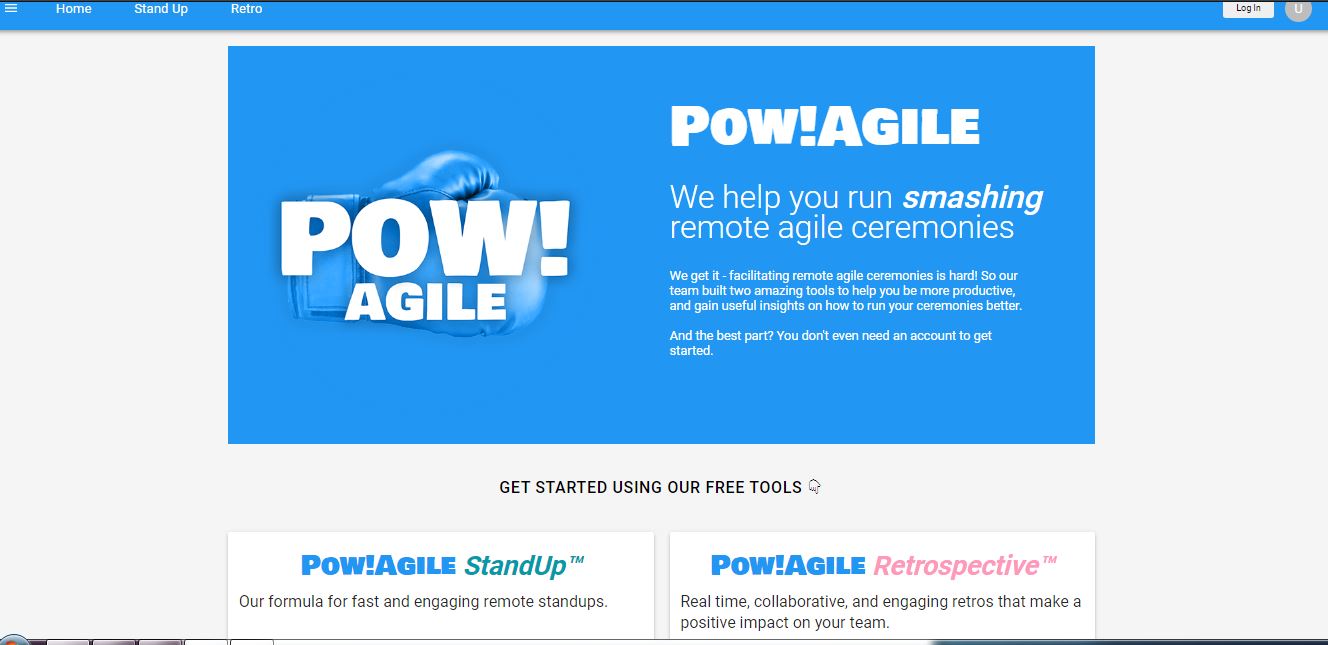 Home Stand Up Retro Log In U
POW!
AGILE
Pow!Agile
We help you run smashing
remote agile ceremonies
We get it - facilitating remote agile ceremonies is hard! So our
team built two amazing tools to help you be more productive,
and gain useful insights on how to run your ceremonies better.
And the best part? You don't even need an account to get
started.
GET STARTED USING OUR FREE TOOLS
Pow!Agile StandUp™
Our formula for fast and engaging remote standups.
Pow!Agile Retrospective™
Real time, collaborative, and engaging retros that make a
positive impact on your team.